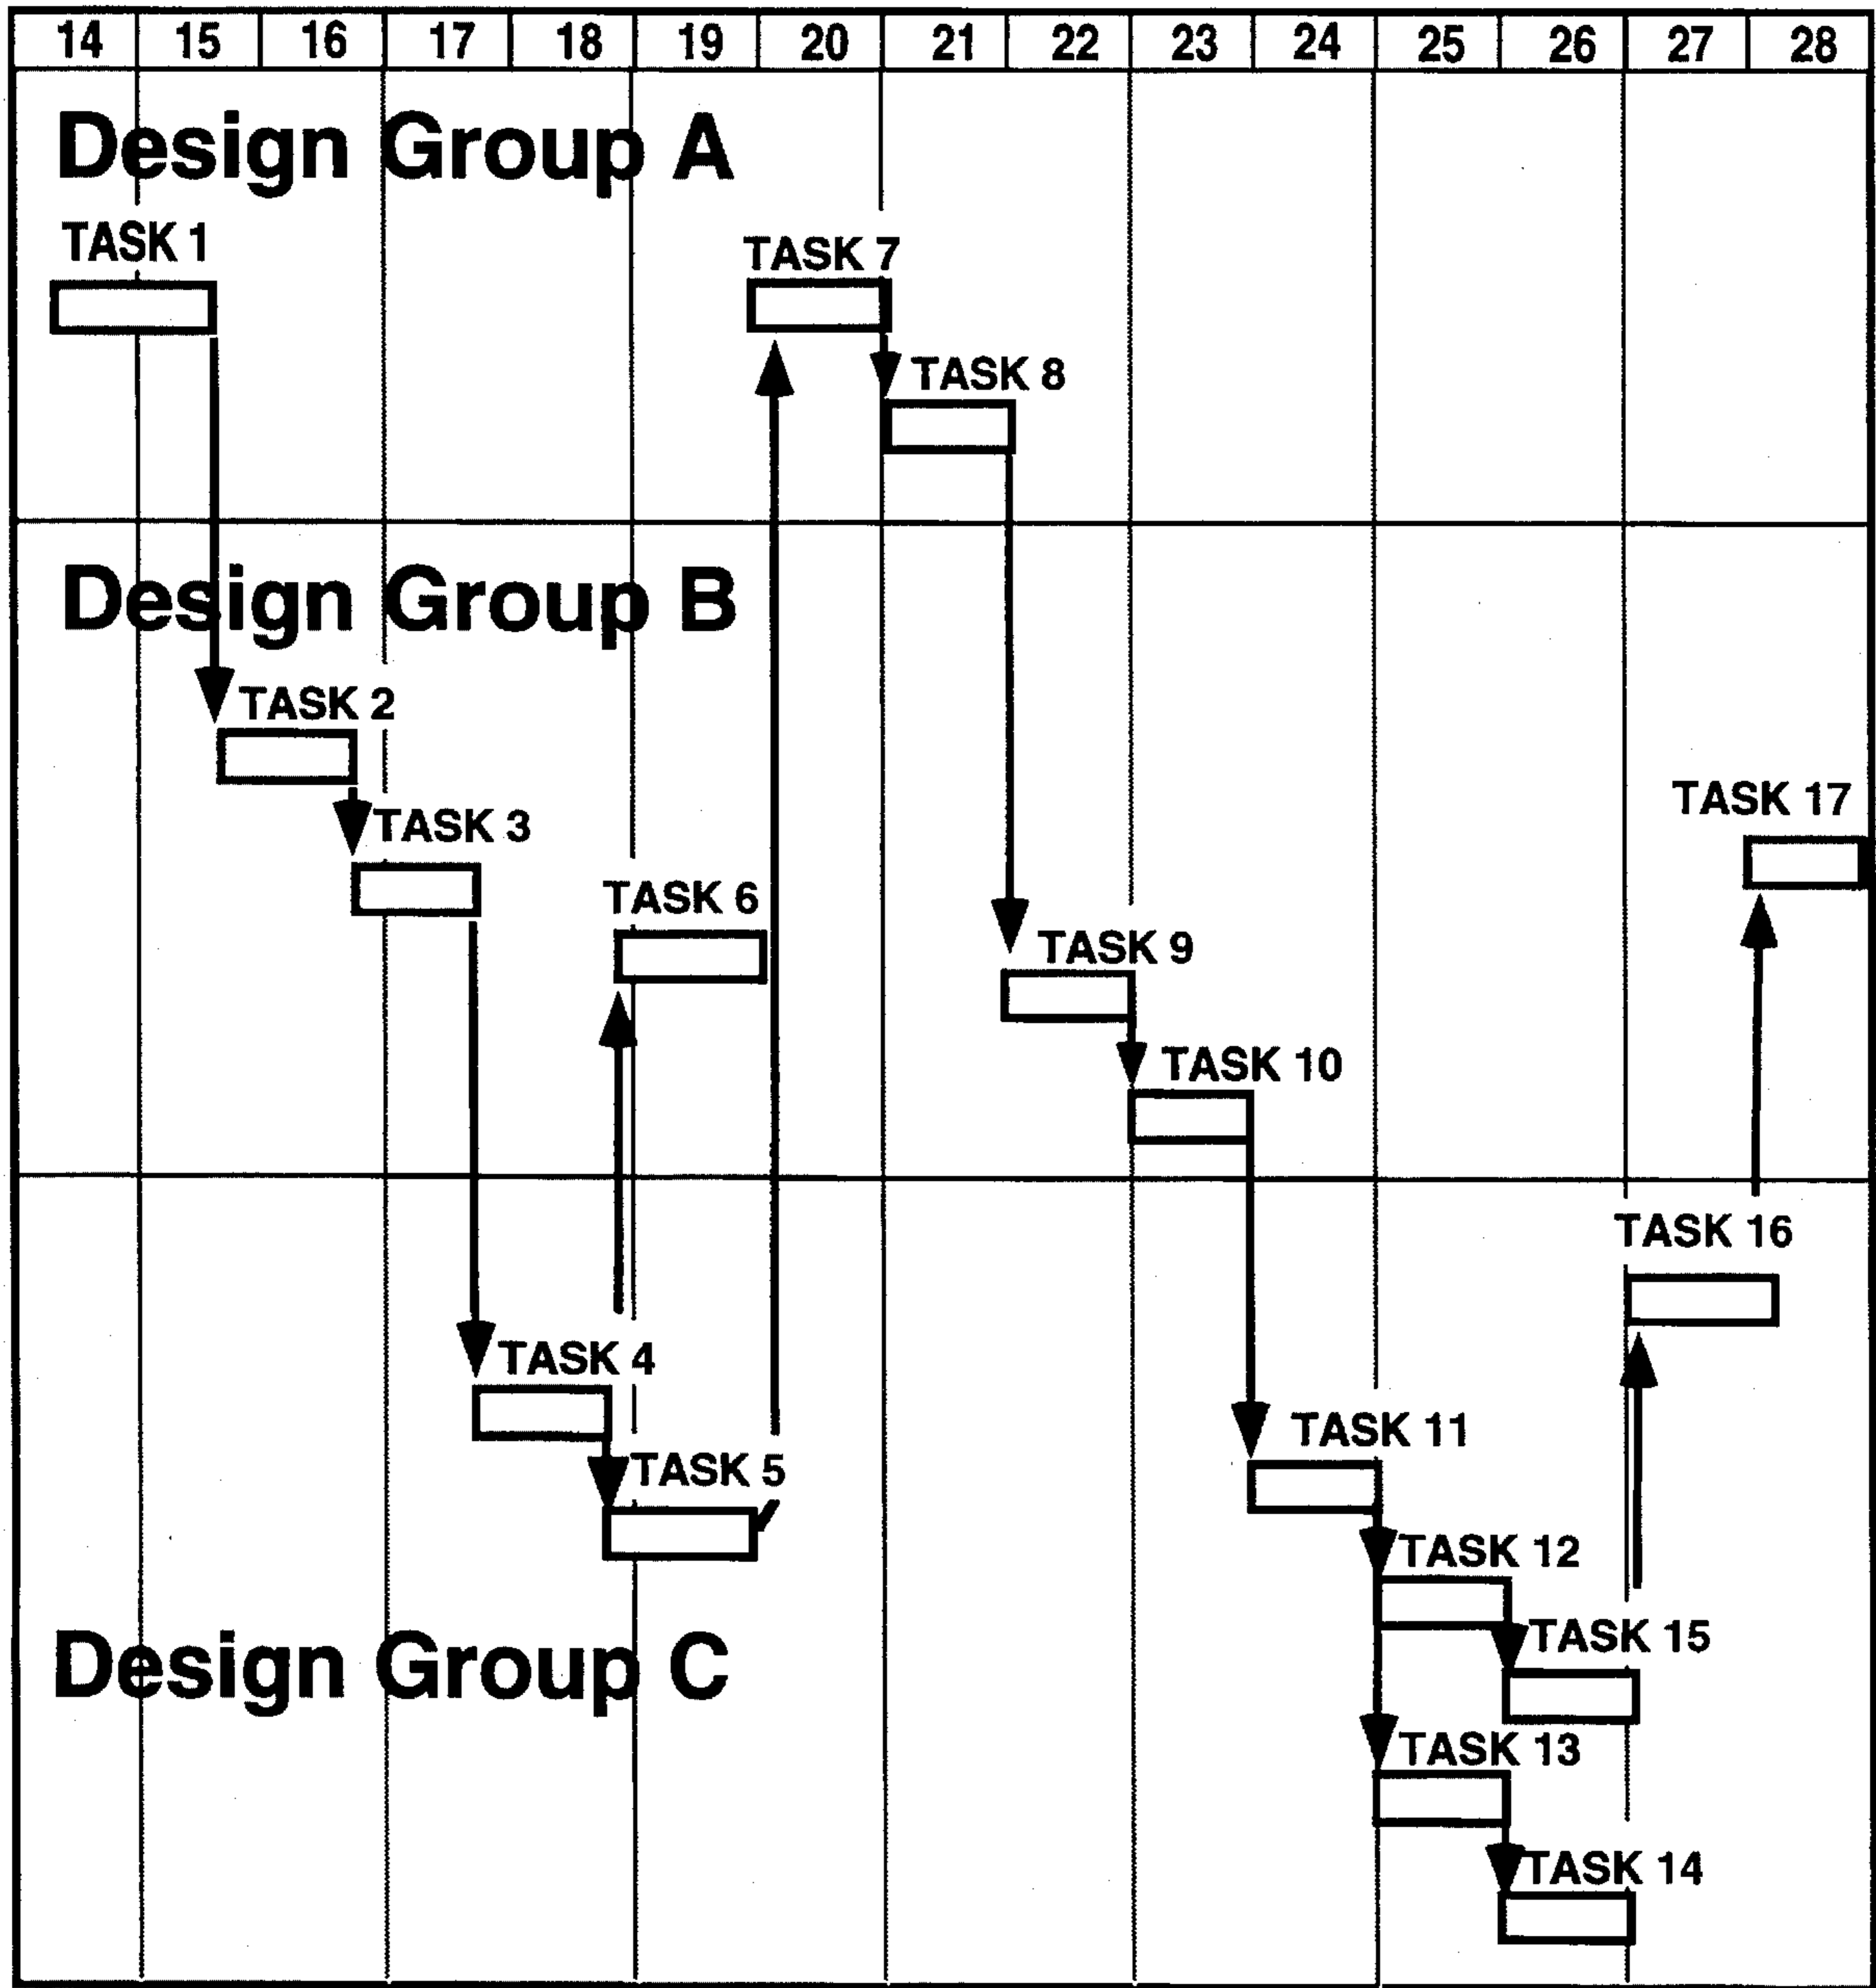 14 15 16 17 18 19 20 21 22 23 24 25 26 27 28
Design Group A
TASK 1
TASK 7
TASK 8
Design Group B
TASK 2
TASK 3
TASK 6
TASK 9
TASK 10
TASK 17
TASK 16
TASK 4
TASK 5
TASK 11
TASK 12
TASK 15
Design Group C
TASK 13
TASK 14